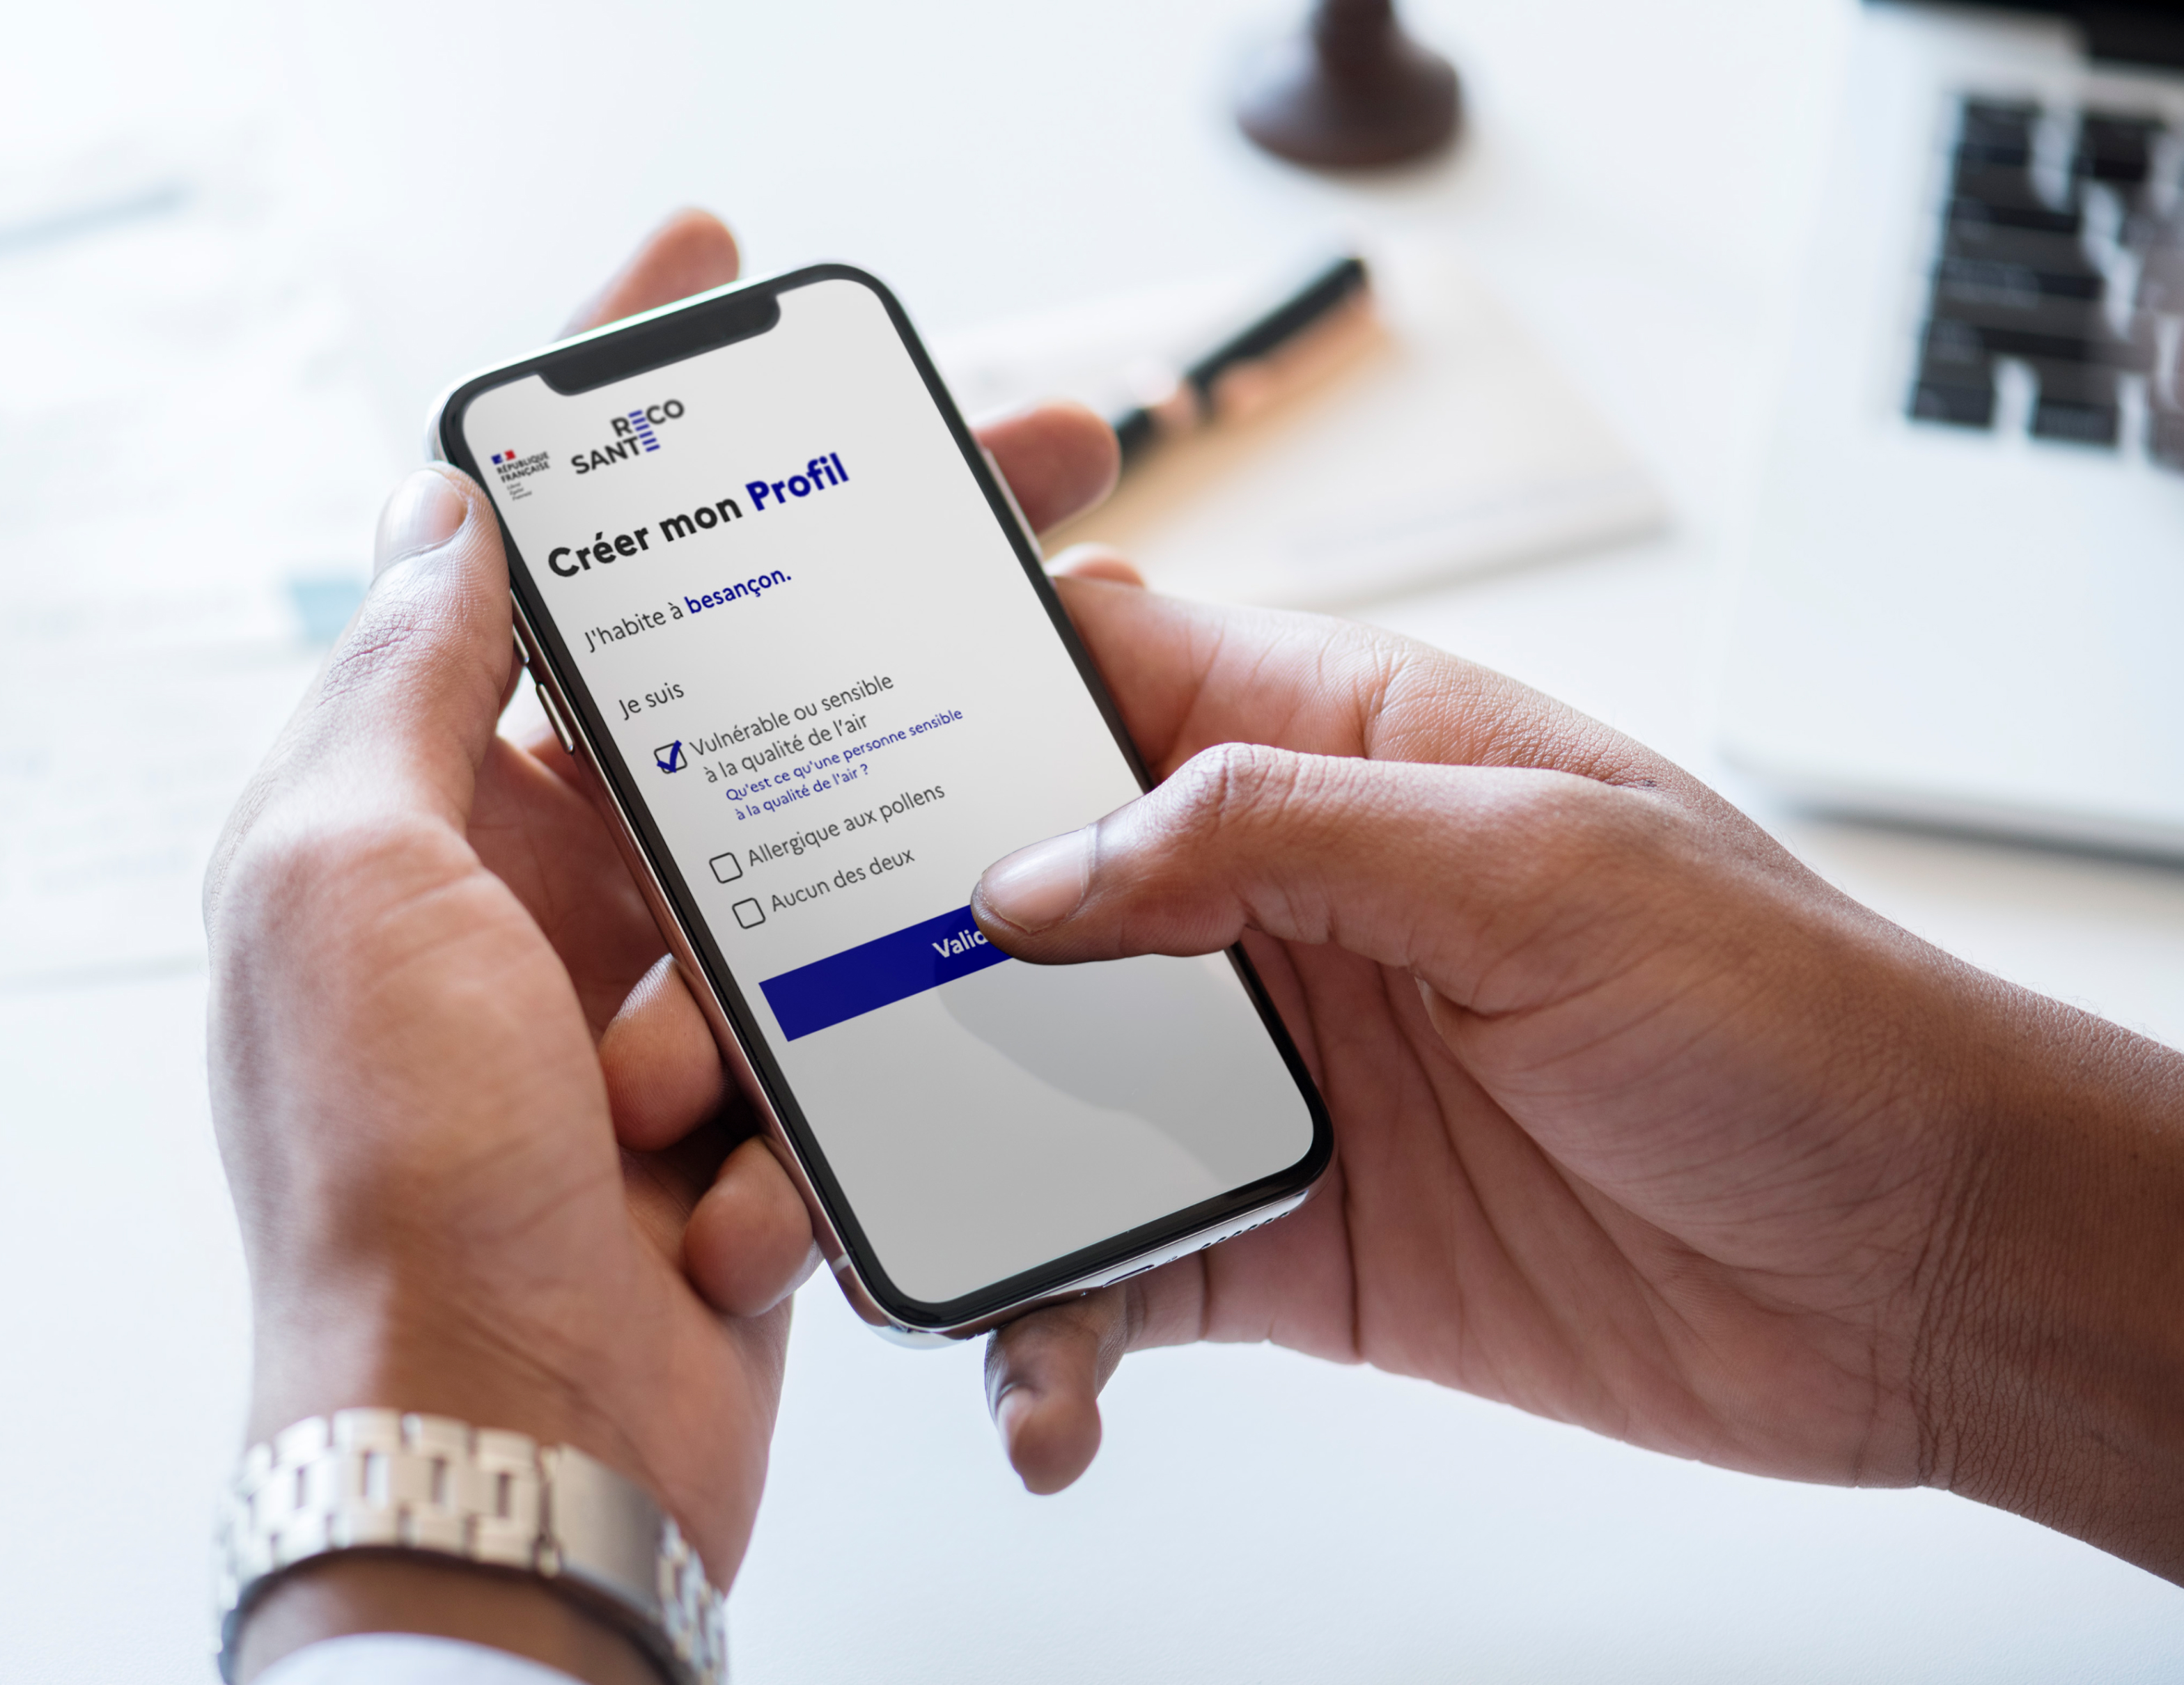 RECO
SANTÉ
RÉPUBLIQUE
FRANÇAISE
Créer mon Profil
J'habite à besançon.
Je suis
Vulnérable ou sensible
à la qualité de l'air
Qu'est ce qu'une personne sensible
à la qualité de l'air ?
Allergique aux pollens
Aucun des deux
Valid